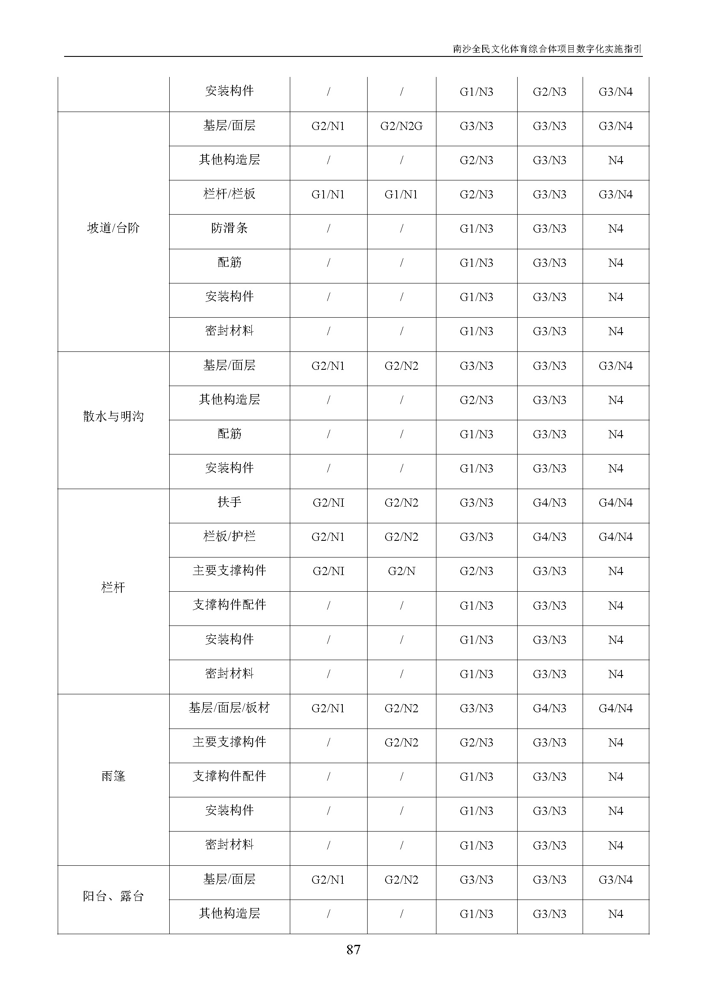 南沙全民文化体育综合体项目数字化实施指引
安装构件 / / G1/N3 G2/N3 G3/N4
坡道/台阶 基层/面层 G2/N1 G2/N2G G3/N3 G3/N3 G3/N4
其他构造层 / / G2/N3 G3/N3 N4
栏杆/栏板 G1/N1 G1/N1 G2/N3 G3/N3 G3/N4
防滑条 / / G1/N3 G3/N3 N4
配筋 / / G1/N3 G3/N3 N4
安装构件 / / G1/N3 G3/N3 N4
密封材料 / / G1/N3 G3/N3 N4
散水与明沟 基层/面层 G2/N1 G2/N2 G3/N3 G3/N3 G3/N4
其他构造层 / / G2/N3 G3/N3 N4
配筋 / / G1/N3 G3/N3 N4
安装构件 / / G1/N3 G3/N3 N4
栏杆 扶手 G2/NI G2/N2 G3/N3 G4/N3 G4/N4
栏板/护栏 G2/N1 G2/N2 G3/N3 G4/N3 G4/N4
主要支撑构件 G2/NI G2/N G2/N3 G3/N3 N4
支撑构件配件 / / G1/N3 G3/N3 N4
安装构件 / / G1/N3 G3/N3 N4
密封材料 / / G1/N3 G3/N3 N4
雨篷 基层/面层/板材 G2/N1 G2/N2 G3/N3 G4/N3 G4/N4
主要支撑构件 / G2/N2 G2/N3 G3/N3 N4
支撑构件配件 / / G1/N3 G3/N3 N4
安装构件 / / G1/N3 G3/N3 N4
密封材料 / / G1/N3 G3/N3 N4
阳台、露台 基层/面层 G2/N1 G2/N2 G3/N3 G3/N3 G3/N4
其他构造层 / / G1/N3 G3/N3 N4
87